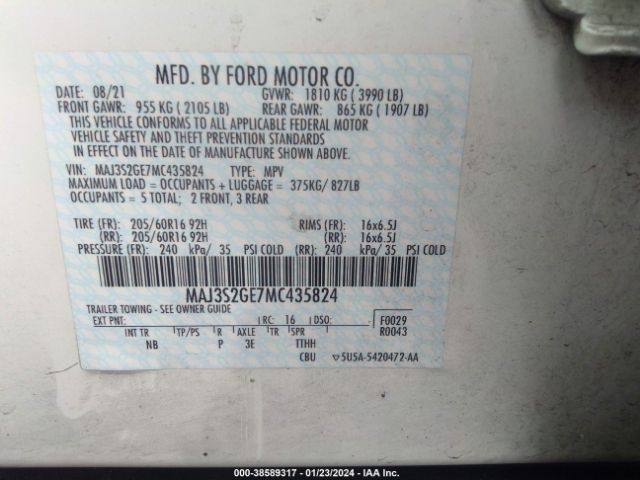 MFD. BY FORD MOTOR CO.
DATE: 08/21 GVWR: 1810 KG ( 3990 LB)
FRONT GAWR: 955 KG ( 2105 LB) REAR GAWR: 865 KG ( 1907 LB)
THIS VEHICLE CONFORMS TO ALL APPLICABLE FEDERAL MOTOR
VEHICLE SAFETY AND THEFT PREVENTION STANDARDS
IN EFFECT ON THE DATE OF MANUFACTURE SHOWN ABOVE.
VIN: MAJ3S2GE7MC435824 TYPE: MPV
MAXIMUM LOAD = OCCUPANTS + LUGGAGE = 375KG/ 827LB
OCCUPANTS = 5 TOTAL; 2 FRONT, 3 REAR
TIRE (FR): 205/60R16 92H RIMS (FR): 16x6.5J
(RR): 205/60R16 92H (RR): 16x6.5J
PRESSURE (FR): 240 kPa/ 35 PSI COLD (RR): 240 kPa/ 35 PSI COLD
MAJ3S2GE7MC435824
TRAILER TOWING - SEE OWNER GUIDE
EXT PNT: RC: 16 DSO: F0029
R0043
INT TR TP/PS R AXLE TR SPR
NB P 3E TTHH
CBU 5U5A-5420472-AA
000-38589317 - 01/23/2024 - IAA Inc.